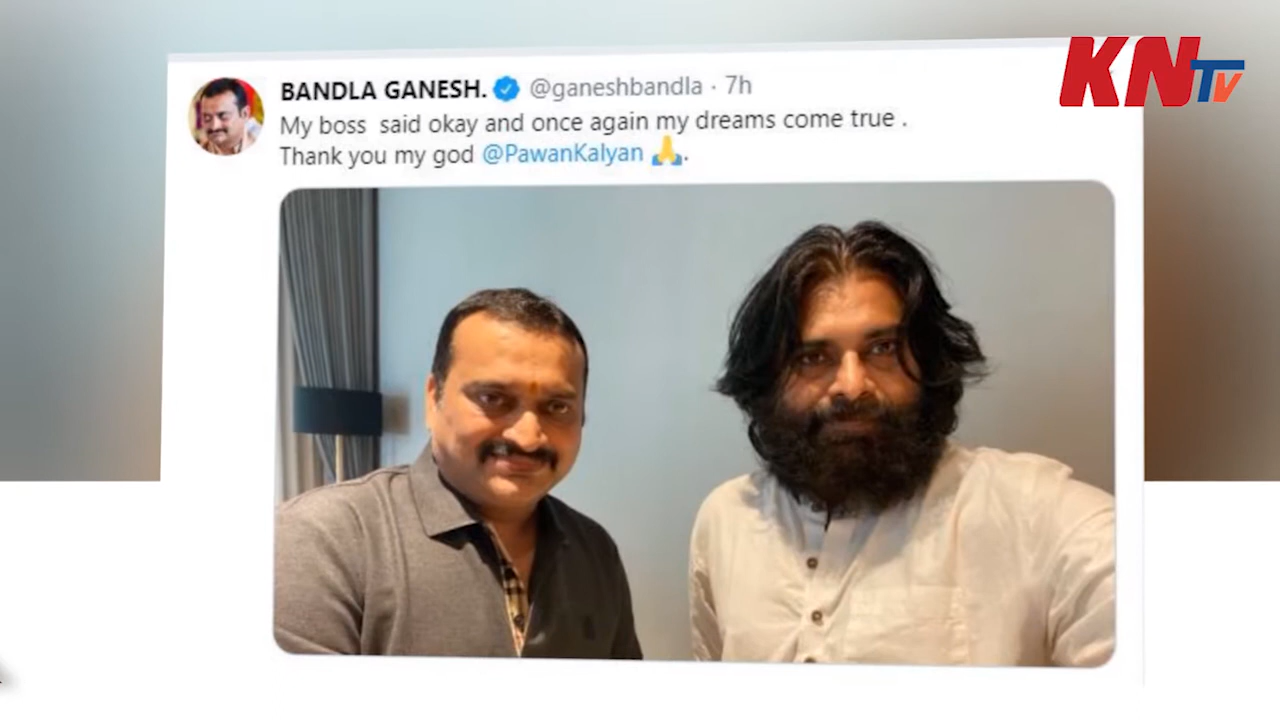 KNTV
BANDLA GANESH. @ganeshbandla · 7h
My boss said okay and once again my dreams come true .
Thank you my god @PawanKalyan 🙏.